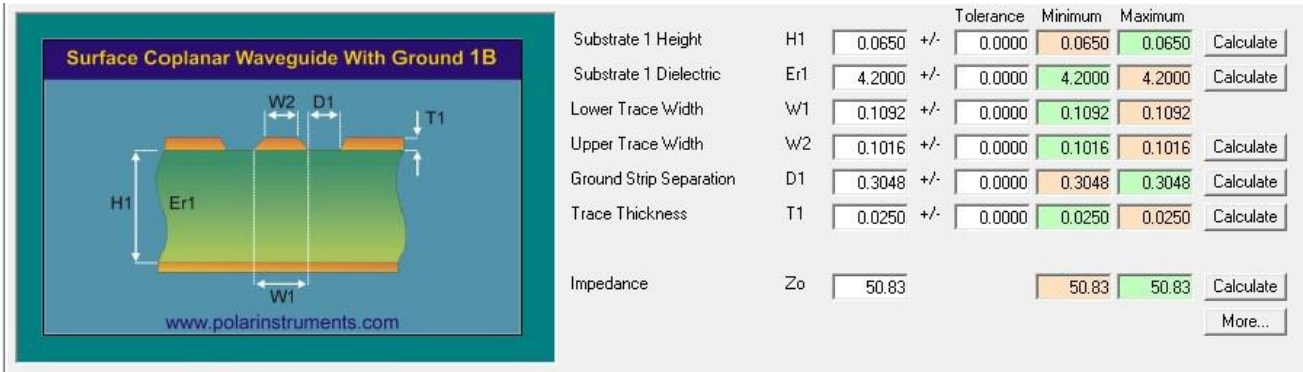 Surface Coplanar Waveguide With Ground 1B
W2 D1
T1
H1 Er1
W1
www.polarinstruments.com
Tolerance Minimum Maximum
Substrate 1 Height H1 0.0650 +/- 0.0000 0.0650 0.0650 Calculate
Substrate 1 Dielectric Er1 4.2000 +/- 0.0000 4.2000 4.2000 Calculate
Lower Trace Width W1 0.1092 +/- 0.0000 0.1092 0.1092
Upper Trace Width W2 0.1016 +/- 0.0000 0.1016 0.1016 Calculate
Ground Strip Separation D1 0.3048 +/- 0.0000 0.3048 0.3048 Calculate
Trace Thickness T1 0.0250 +/- 0.0000 0.0250 0.0250 Calculate
Impedance Zo 50.83 50.83 50.83 Calculate
More...